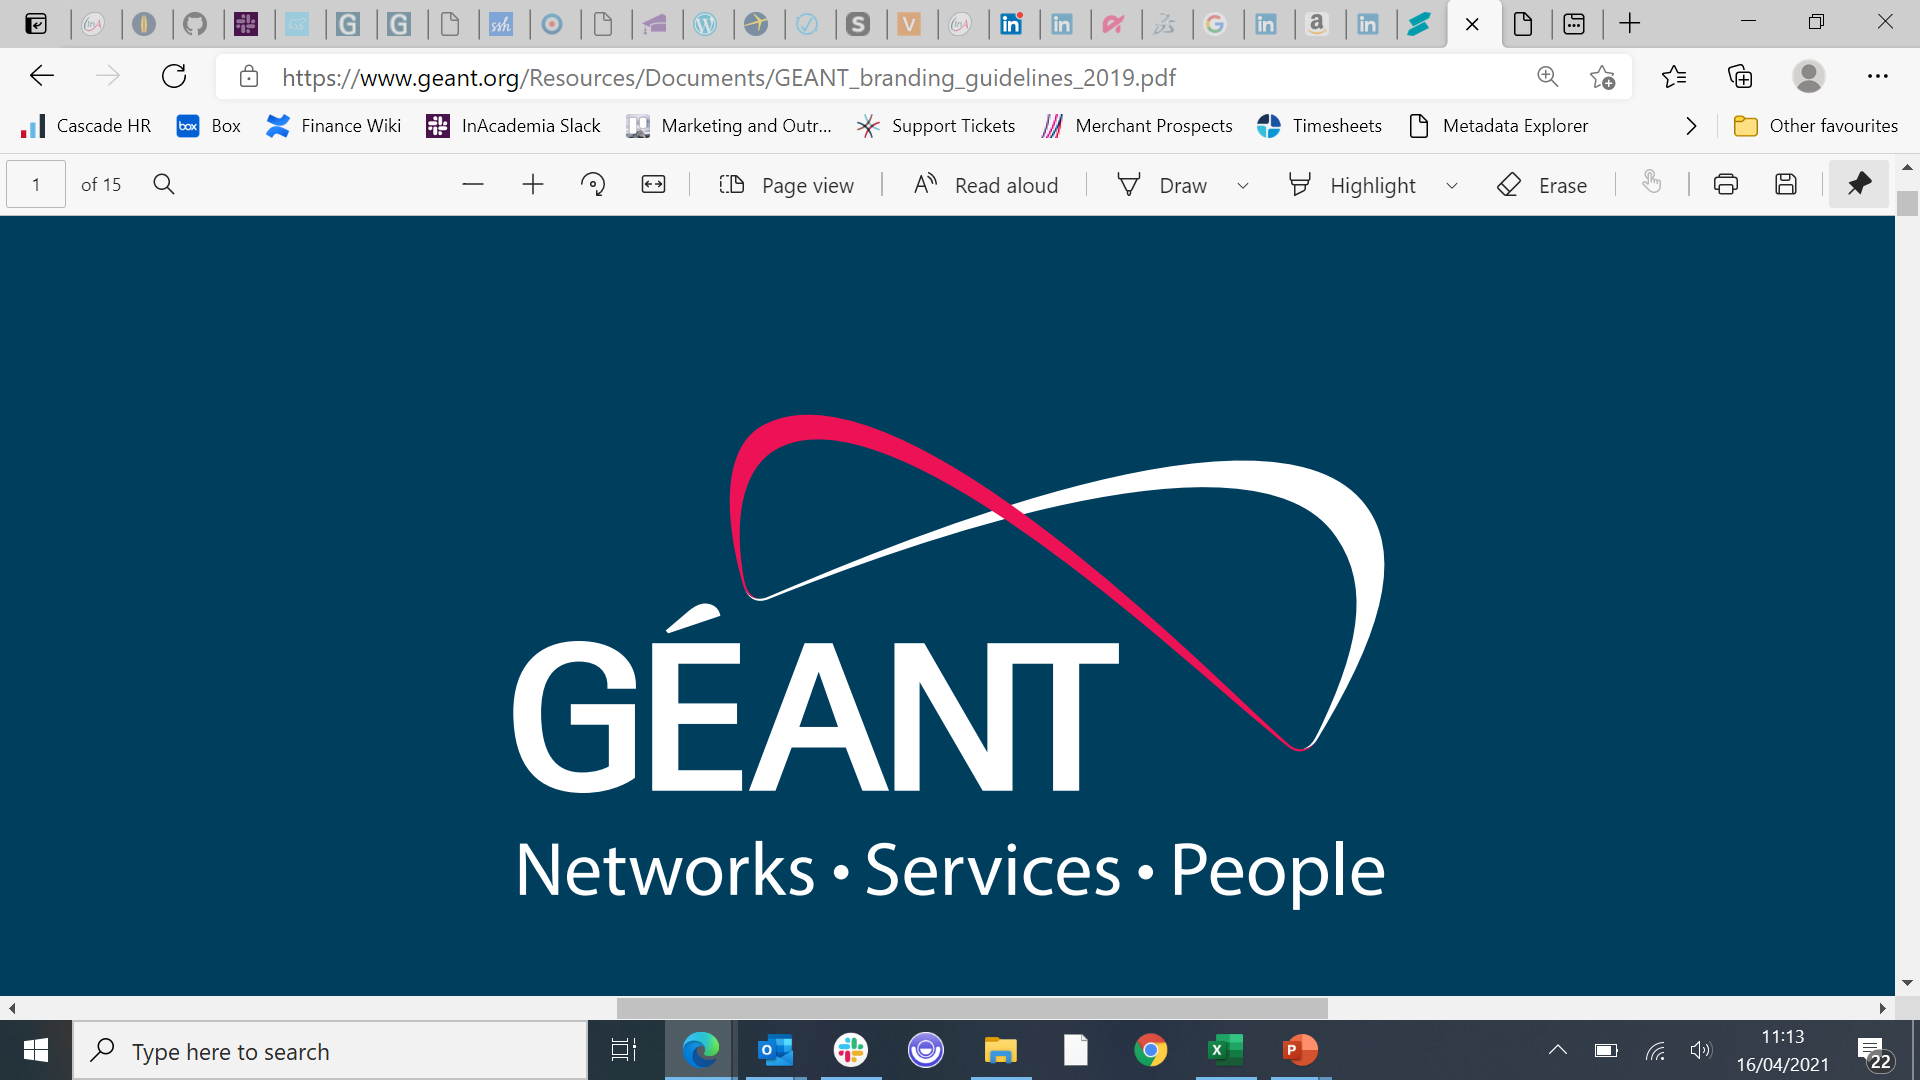 https://www.geant.org/Resources/Documents/GEANT_branding_guidelines_2019.pdf
Cascade HR
box
Box
Finance Wiki
InAcademia Slack
Marketing and Outr...
Support Tickets
Merchant Prospects
Timesheets
Metadata Explorer
Other favourites
1
of 15
Page view
Read aloud
Draw
Highlight
Erase
GÉANT
Networks • Services • People
Type here to search
11:13
16/04/2021
22